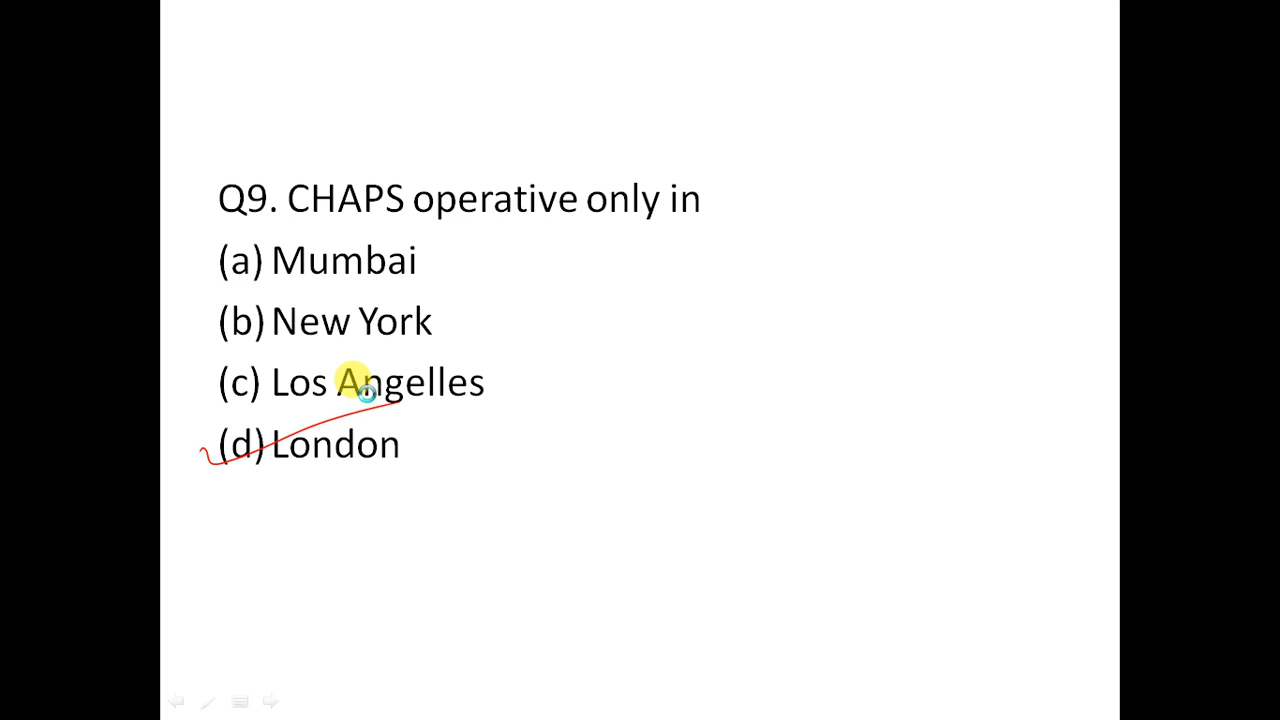 Q9. CHAPS operative only in
(a) Mumbai
(b) New York
(c) Los Angelles
(d) London